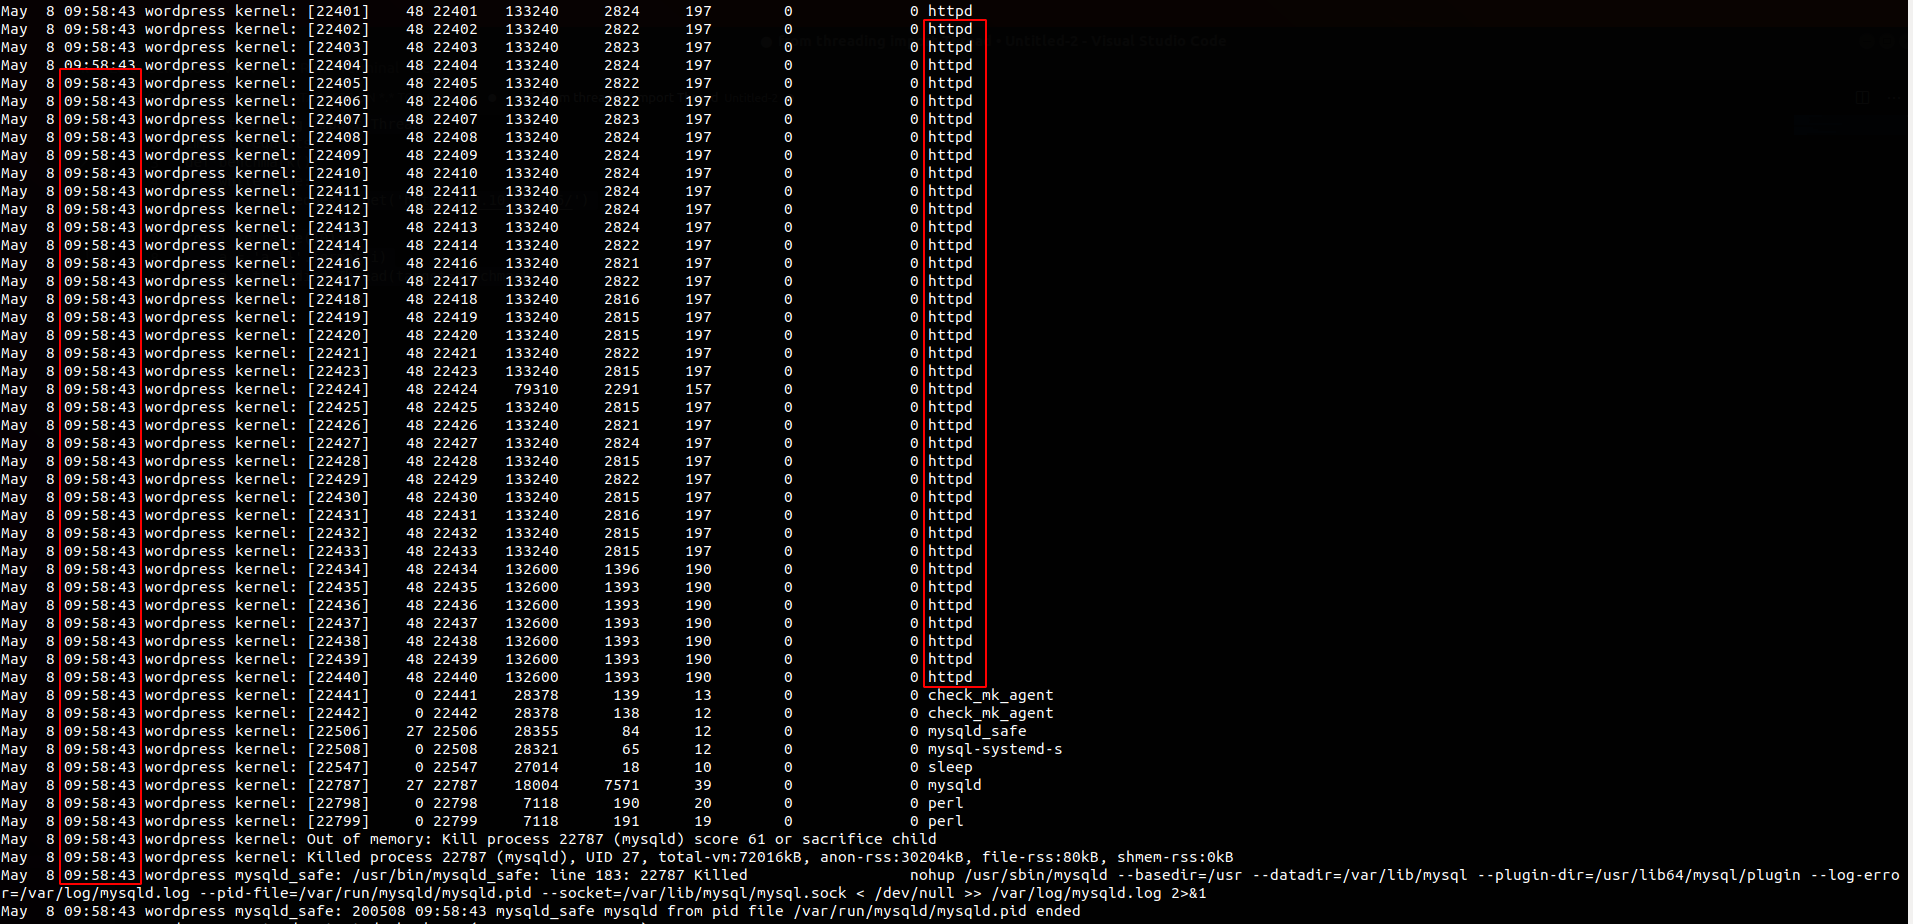 May  8 09:58:43 wordpress kernel: [22401]    48 22401   133240     2824     197        0             0 httpd
May  8 09:58:43 wordpress kernel: [22402]    48 22402   133240     2822     197        0             0 httpd
May  8 09:58:43 wordpress kernel: [22403]    48 22403   133240     2823     197        0             0 httpd
May  8 09:58:43 wordpress kernel: [22404]    48 22404   133240     2824     197        0             0 httpd
May  8 09:58:43 wordpress kernel: [22405]    48 22405   133240     2822     197        0             0 httpd
May  8 09:58:43 wordpress kernel: [22406]    48 22406   133240     2822     197        0             0 httpd
May  8 09:58:43 wordpress kernel: [22407]    48 22407   133240     2823     197        0             0 httpd
May  8 09:58:43 wordpress kernel: [22408]    48 22408   133240     2824     197        0             0 httpd
May  8 09:58:43 wordpress kernel: [22409]    48 22409   133240     2824     197        0             0 httpd
May  8 09:58:43 wordpress kernel: [22410]    48 22410   133240     2824     197        0             0 httpd
May  8 09:58:43 wordpress kernel: [22411]    48 22411   133240     2824     197        0             0 httpd
May  8 09:58:43 wordpress kernel: [22412]    48 22412   133240     2824     197        0             0 httpd
May  8 09:58:43 wordpress kernel: [22413]    48 22413   133240     2824     197        0             0 httpd
May  8 09:58:43 wordpress kernel: [22414]    48 22414   133240     2822     197        0             0 httpd
May  8 09:58:43 wordpress kernel: [22416]    48 22416   133240     2821     197        0             0 httpd
May  8 09:58:43 wordpress kernel: [22417]    48 22417   133240     2822     197        0             0 httpd
May  8 09:58:43 wordpress kernel: [22418]    48 22418   133240     2816     197        0             0 httpd
May  8 09:58:43 wordpress kernel: [22419]    48 22419   133240     2815     197        0             0 httpd
May  8 09:58:43 wordpress kernel: [22420]    48 22420   133240     2815     197        0             0 httpd
May  8 09:58:43 wordpress kernel: [22421]    48 22421   133240     2822     197        0             0 httpd
May  8 09:58:43 wordpress kernel: [22423]    48 22423   133240     2815     197        0             0 httpd
May  8 09:58:43 wordpress kernel: [22424]    48 22424    79310     2291     157        0             0 httpd
May  8 09:58:43 wordpress kernel: [22425]    48 22425   133240     2815     197        0             0 httpd
May  8 09:58:43 wordpress kernel: [22426]    48 22426   133240     2821     197        0             0 httpd
May  8 09:58:43 wordpress kernel: [22427]    48 22427   133240     2824     197        0             0 httpd
May  8 09:58:43 wordpress kernel: [22428]    48 22428   133240     2815     197        0             0 httpd
May  8 09:58:43 wordpress kernel: [22429]    48 22429   133240     2822     197        0             0 httpd
May  8 09:58:43 wordpress kernel: [22430]    48 22430   133240     2815     197        0             0 httpd
May  8 09:58:43 wordpress kernel: [22431]    48 22431   133240     2816     197        0             0 httpd
May  8 09:58:43 wordpress kernel: [22432]    48 22432   133240     2815     197        0             0 httpd
May  8 09:58:43 wordpress kernel: [22433]    48 22433   133240     2815     197        0             0 httpd
May  8 09:58:43 wordpress kernel: [22434]    48 22434   132600     1396     190        0             0 httpd
May  8 09:58:43 wordpress kernel: [22435]    48 22435   132600     1393     190        0             0 httpd
May  8 09:58:43 wordpress kernel: [22436]    48 22436   132600     1393     190        0             0 httpd
May  8 09:58:43 wordpress kernel: [22437]    48 22437   132600     1393     190        0             0 httpd
May  8 09:58:43 wordpress kernel: [22438]    48 22438   132600     1393     190        0             0 httpd
May  8 09:58:43 wordpress kernel: [22439]    48 22439   132600     1393     190        0             0 httpd
May  8 09:58:43 wordpress kernel: [22440]    48 22440   132600     1393     190        0             0 httpd
May  8 09:58:43 wordpress kernel: [22441]     0 22441    28378      139      13        0             0 check_mk_agent
May  8 09:58:43 wordpress kernel: [22442]     0 22442    28378      138      12        0             0 check_mk_agent
May  8 09:58:43 wordpress kernel: [22506]    27 22506    28355       84      12        0             0 mysqld_safe
May  8 09:58:43 wordpress kernel: [22508]     0 22508    28321       65      12        0             0 mysql-systemd-s
May  8 09:58:43 wordpress kernel: [22547]     0 22547    27014       18      10        0             0 sleep
May  8 09:58:43 wordpress kernel: [22787]    27 22787    18004     7571      39        0             0 mysqld
May  8 09:58:43 wordpress kernel: [22798]     0 22798     7118      190      20        0             0 perl
May  8 09:58:43 wordpress kernel: [22799]     0 22799     7118      191      19        0             0 perl
May  8 09:58:43 wordpress kernel: Out of memory: Kill process 22787 (mysqld) score 61 or sacrifice child
May  8 09:58:43 wordpress kernel: Killed process 22787 (mysqld), UID 27, total-vm:72016kB, anon-rss:30204kB, file-rss:80kB, shmem-rss:0kB
May  8 09:58:43 wordpress mysqld_safe: /usr/bin/mysqld_safe: line 183: 22787 Killed                  nohup /usr/sbin/mysqld --basedir=/usr --datadir=/var/lib/mysql --plugin-dir=/usr/lib64/mysql/plugin --log-erro
r=/var/log/mysqld.log --pid-file=/var/run/mysqld/mysqld.pid --socket=/var/lib/mysql/mysql.sock < /dev/null >> /var/log/mysqld.log 2>&1
May  8 09:58:43 wordpress mysqld_safe: 200508 09:58:43 mysqld_safe mysqld from pid file /var/run/mysqld/mysqld.pid ended